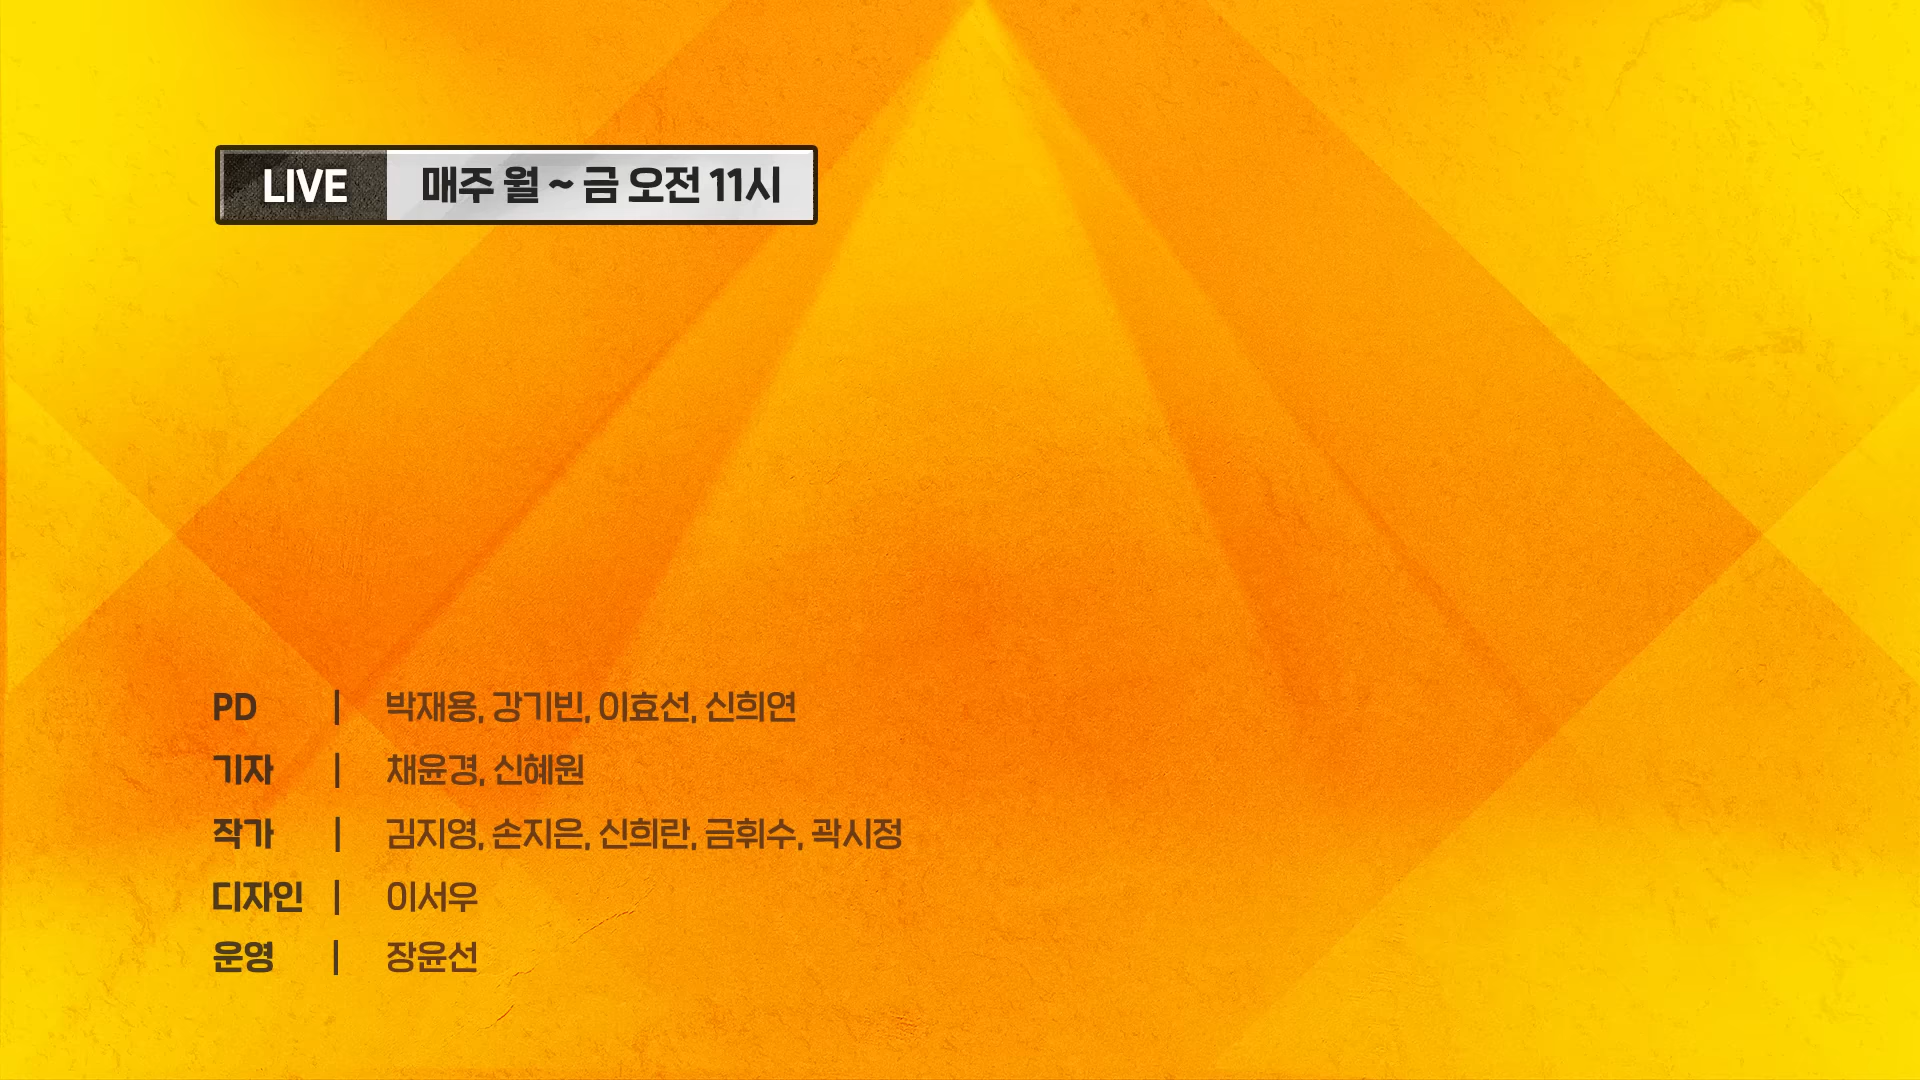 LIVE 매주 월 ~ 금 오전 11시
PD | 박재용, 강기빈, 이효선, 신희연
기자 | 채윤경, 신혜원
작가 | 김지영, 손지은, 신희란, 금휘수, 곽시정
디자인 | 이서우
운영 | 장윤선